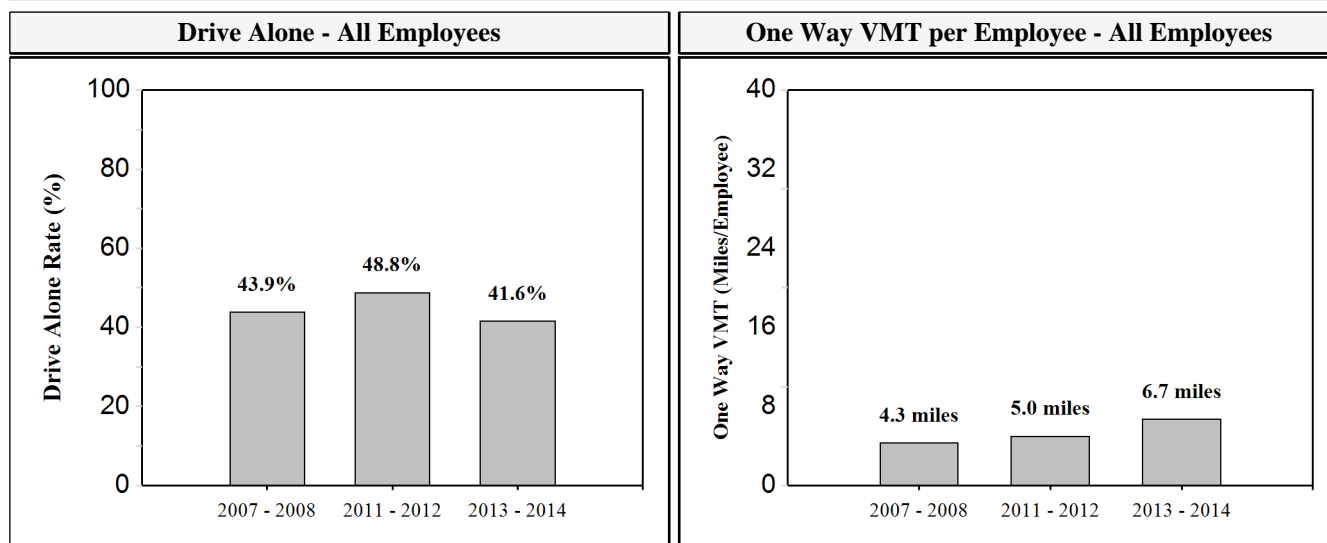 Drive Alone - All Employees
One Way VMT per Employee - All Employees
Drive Alone Rate (%)
100
80
60
40
20
0
43.9%
48.8%
41.6%
2007 - 2008
2011 - 2012
2013 - 2014
One Way VMT (Miles/Employee)
40
32
24
16
8
0
4.3 miles
5.0 miles
6.7 miles
2007 - 2008
2011 - 2012
2013 - 2014